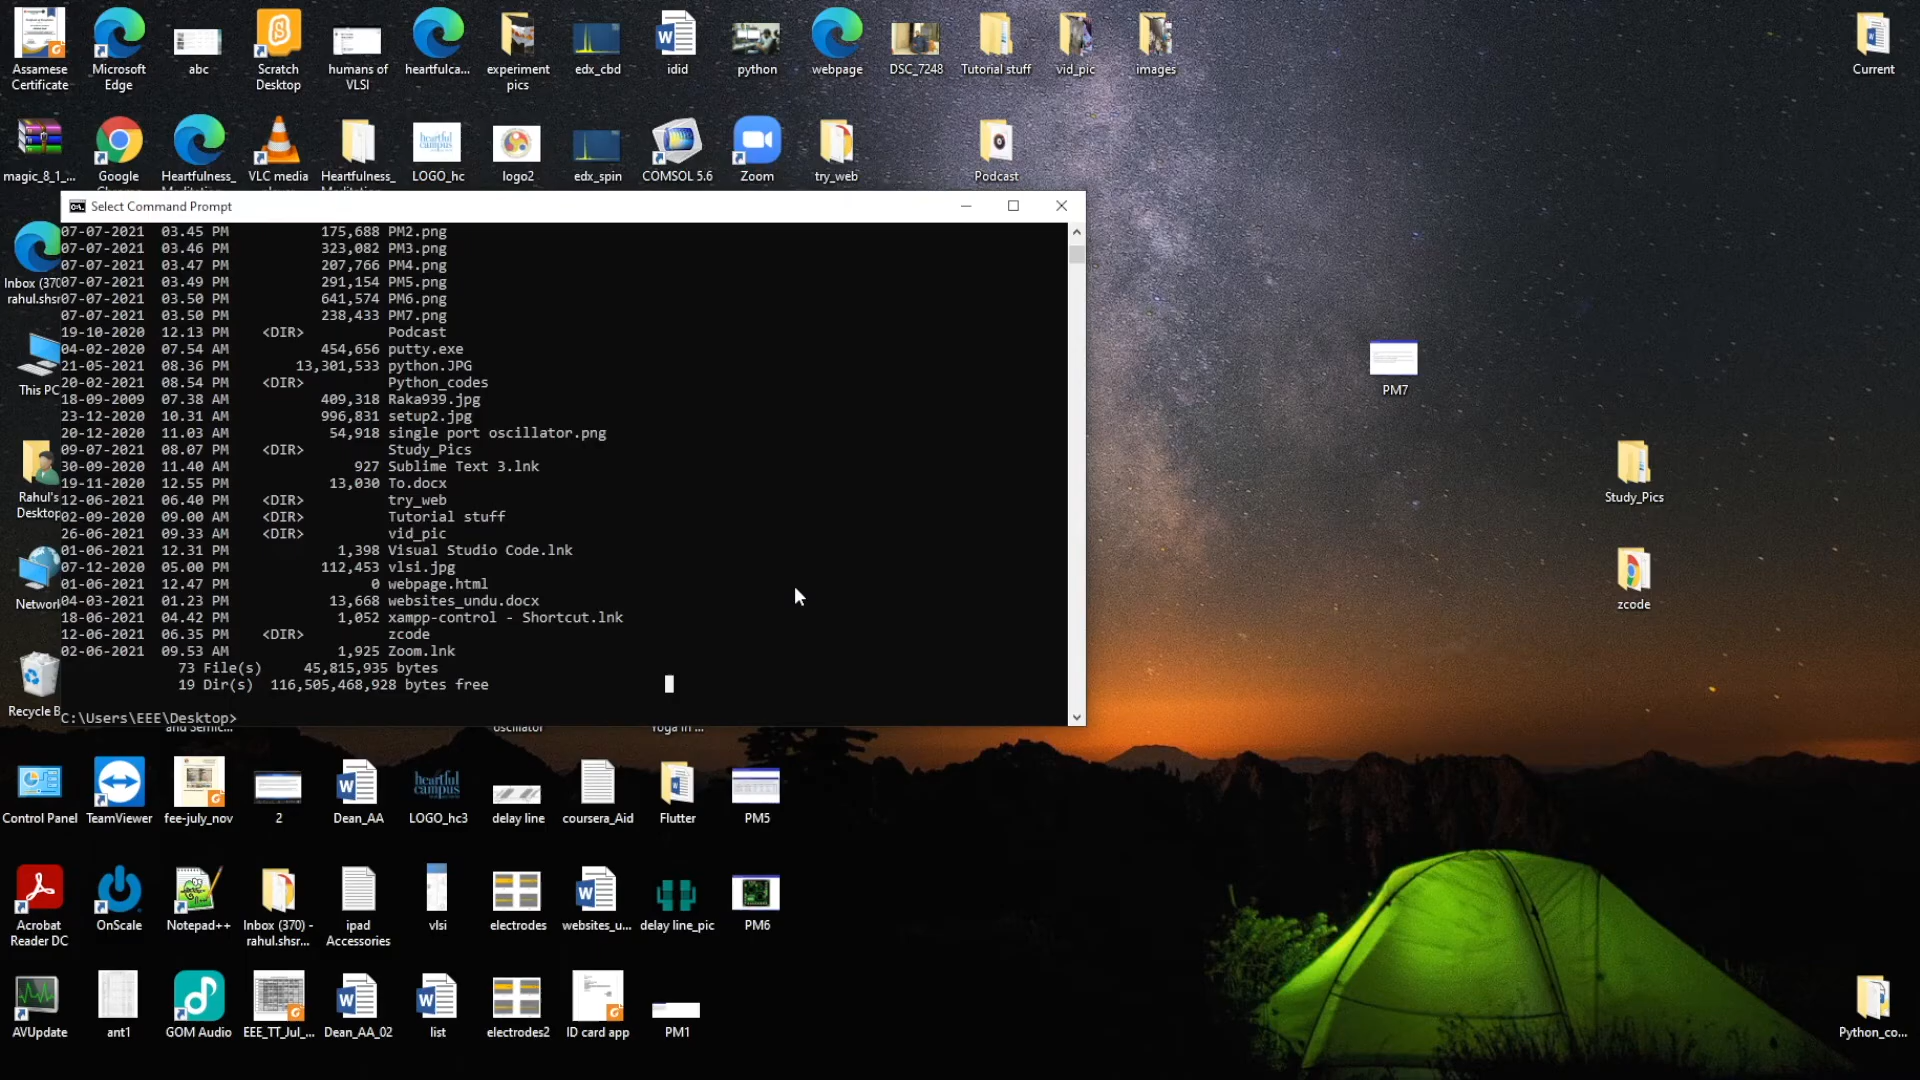 Assamese Certificate
Microsoft Edge
abc
Scratch Desktop
humans of VLSI
heartfulca...
experiment pics
edx_cbd
idid
python
webpage
DSC_7248
Tutorial stuff
vid_pic
images
Current
magic_8_1_...
Google
Heartfulness_
VLC media
Heartfulness_
LOGO_hc
logo2
edx_spin
COMSOL 5.6
Zoom
try_web
Podcast
Select Command Prompt
07-07-2021  03.45 PM           175,688 PM2.png
07-07-2021  03.46 PM           323,082 PM3.png
07-07-2021  03.47 PM           207,766 PM4.png
07-07-2021  03.49 PM           291,154 PM5.png
07-07-2021  03.50 PM           641,574 PM6.png
07-07-2021  03.50 PM           238,433 PM7.png
19-10-2020  12.13 PM    <DIR>          Podcast
04-02-2020  07.54 AM           454,656 putty.exe
21-05-2021  08.36 PM        13,301,533 python.JPG
20-02-2021  08.54 PM    <DIR>          Python_codes
18-09-2009  07.38 AM           409,318 Raka939.jpg
23-12-2020  10.31 AM           996,831 setup2.jpg
20-12-2020  11.03 AM            54,918 single port oscillator.png
09-07-2021  08.07 PM    <DIR>          Study_Pics
30-09-2020  11.40 AM               927 Sublime Text 3.lnk
19-11-2020  12.55 PM            13,030 To.docx
12-06-2021  06.40 PM    <DIR>          try_web
02-09-2020  09.00 AM    <DIR>          Tutorial stuff
26-06-2021  09.33 AM    <DIR>          vid_pic
01-06-2021  12.31 PM             1,398 Visual Studio Code.lnk
07-12-2020  05.00 PM           112,453 vlsi.jpg
01-06-2021  12.47 PM                 0 webpage.html
04-03-2021  01.23 PM            13,668 websites_undu.docx
18-06-2021  04.42 PM             1,052 xampp-control - Shortcut.lnk
12-06-2021  06.35 PM    <DIR>          zcode
02-06-2021  09.53 AM             1,925 Zoom.lnk
73 File(s)     45,815,935 bytes
19 Dir(s)  116,505,468,928 bytes free
C:\Users\EEE\Desktop>
Inbox (370
rahul.shs
This PC
Rahul's
Desktop
Network
Recycle B
PM7
Study_Pics
zcode
and Semic...
oscillator
Yoga in ...
Control Panel
TeamViewer
fee-july_nov
2
Dean_AA
LOGO_hc3
delay line
coursera_Aid
Flutter
PM5
Acrobat Reader DC
OnScale
Notepad++
Inbox (370) - rahul.shsr...
ipad Accessories
vlsi
electrodes
websites_u...
delay line_pic
PM6
AVUpdate
ant1
GOM Audio
EEE_TT_Jul_...
Dean_AA_02
list
electrodes2
ID card app
PM1
Python_co...